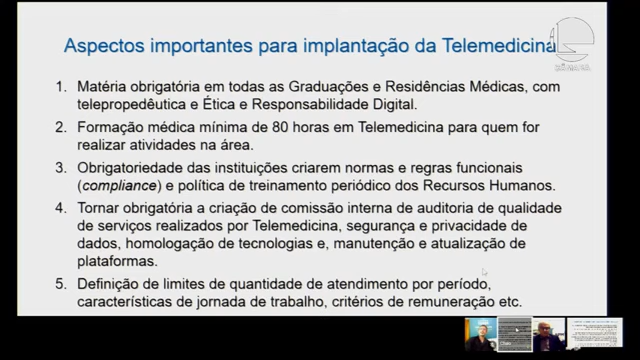 Aspectos importantes para implantação da Telemedicina
1. Matéria obrigatória em todas as Graduações e Residências Médicas, com
telepropedêutica e Ética e Responsabilidade Digital.
2. Formação médica mínima de 80 horas em Telemedicina para quem for
realizar atividades na área.
3. Obrigatoriedade das instituições criarem normas e regras funcionais
(compliance) e política de treinamento periódico dos Recursos Humanos.
4. Tornar obrigatória a criação de comissão interna de auditoria de qualidade
de serviços realizados por Telemedicina, segurança e privacidade de
dados, homologação de tecnologias e, manutenção e atualização de
plataformas.
5. Definição de limites de quantidade de atendimento por período,
características de jornada de trabalho, critérios de remuneração etc.